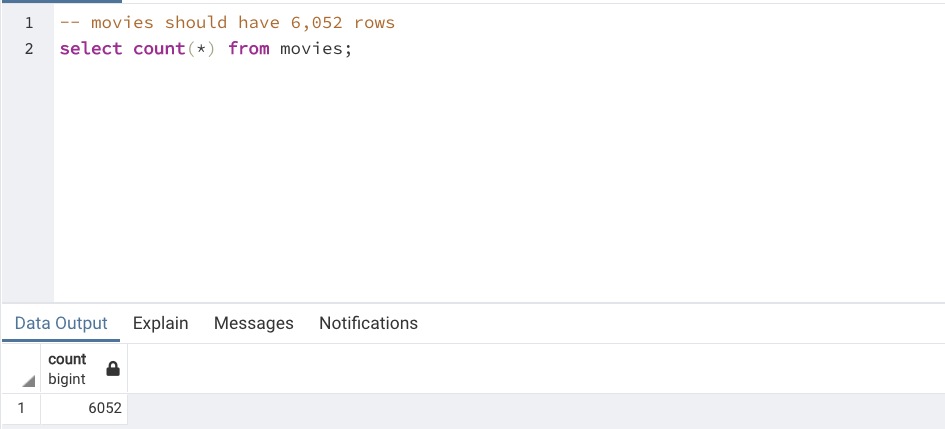 1 -- movies should have 6,052 rows
2 select count(*) from movies;
Data Output Explain Messages Notifications
count
bigint
1 6052